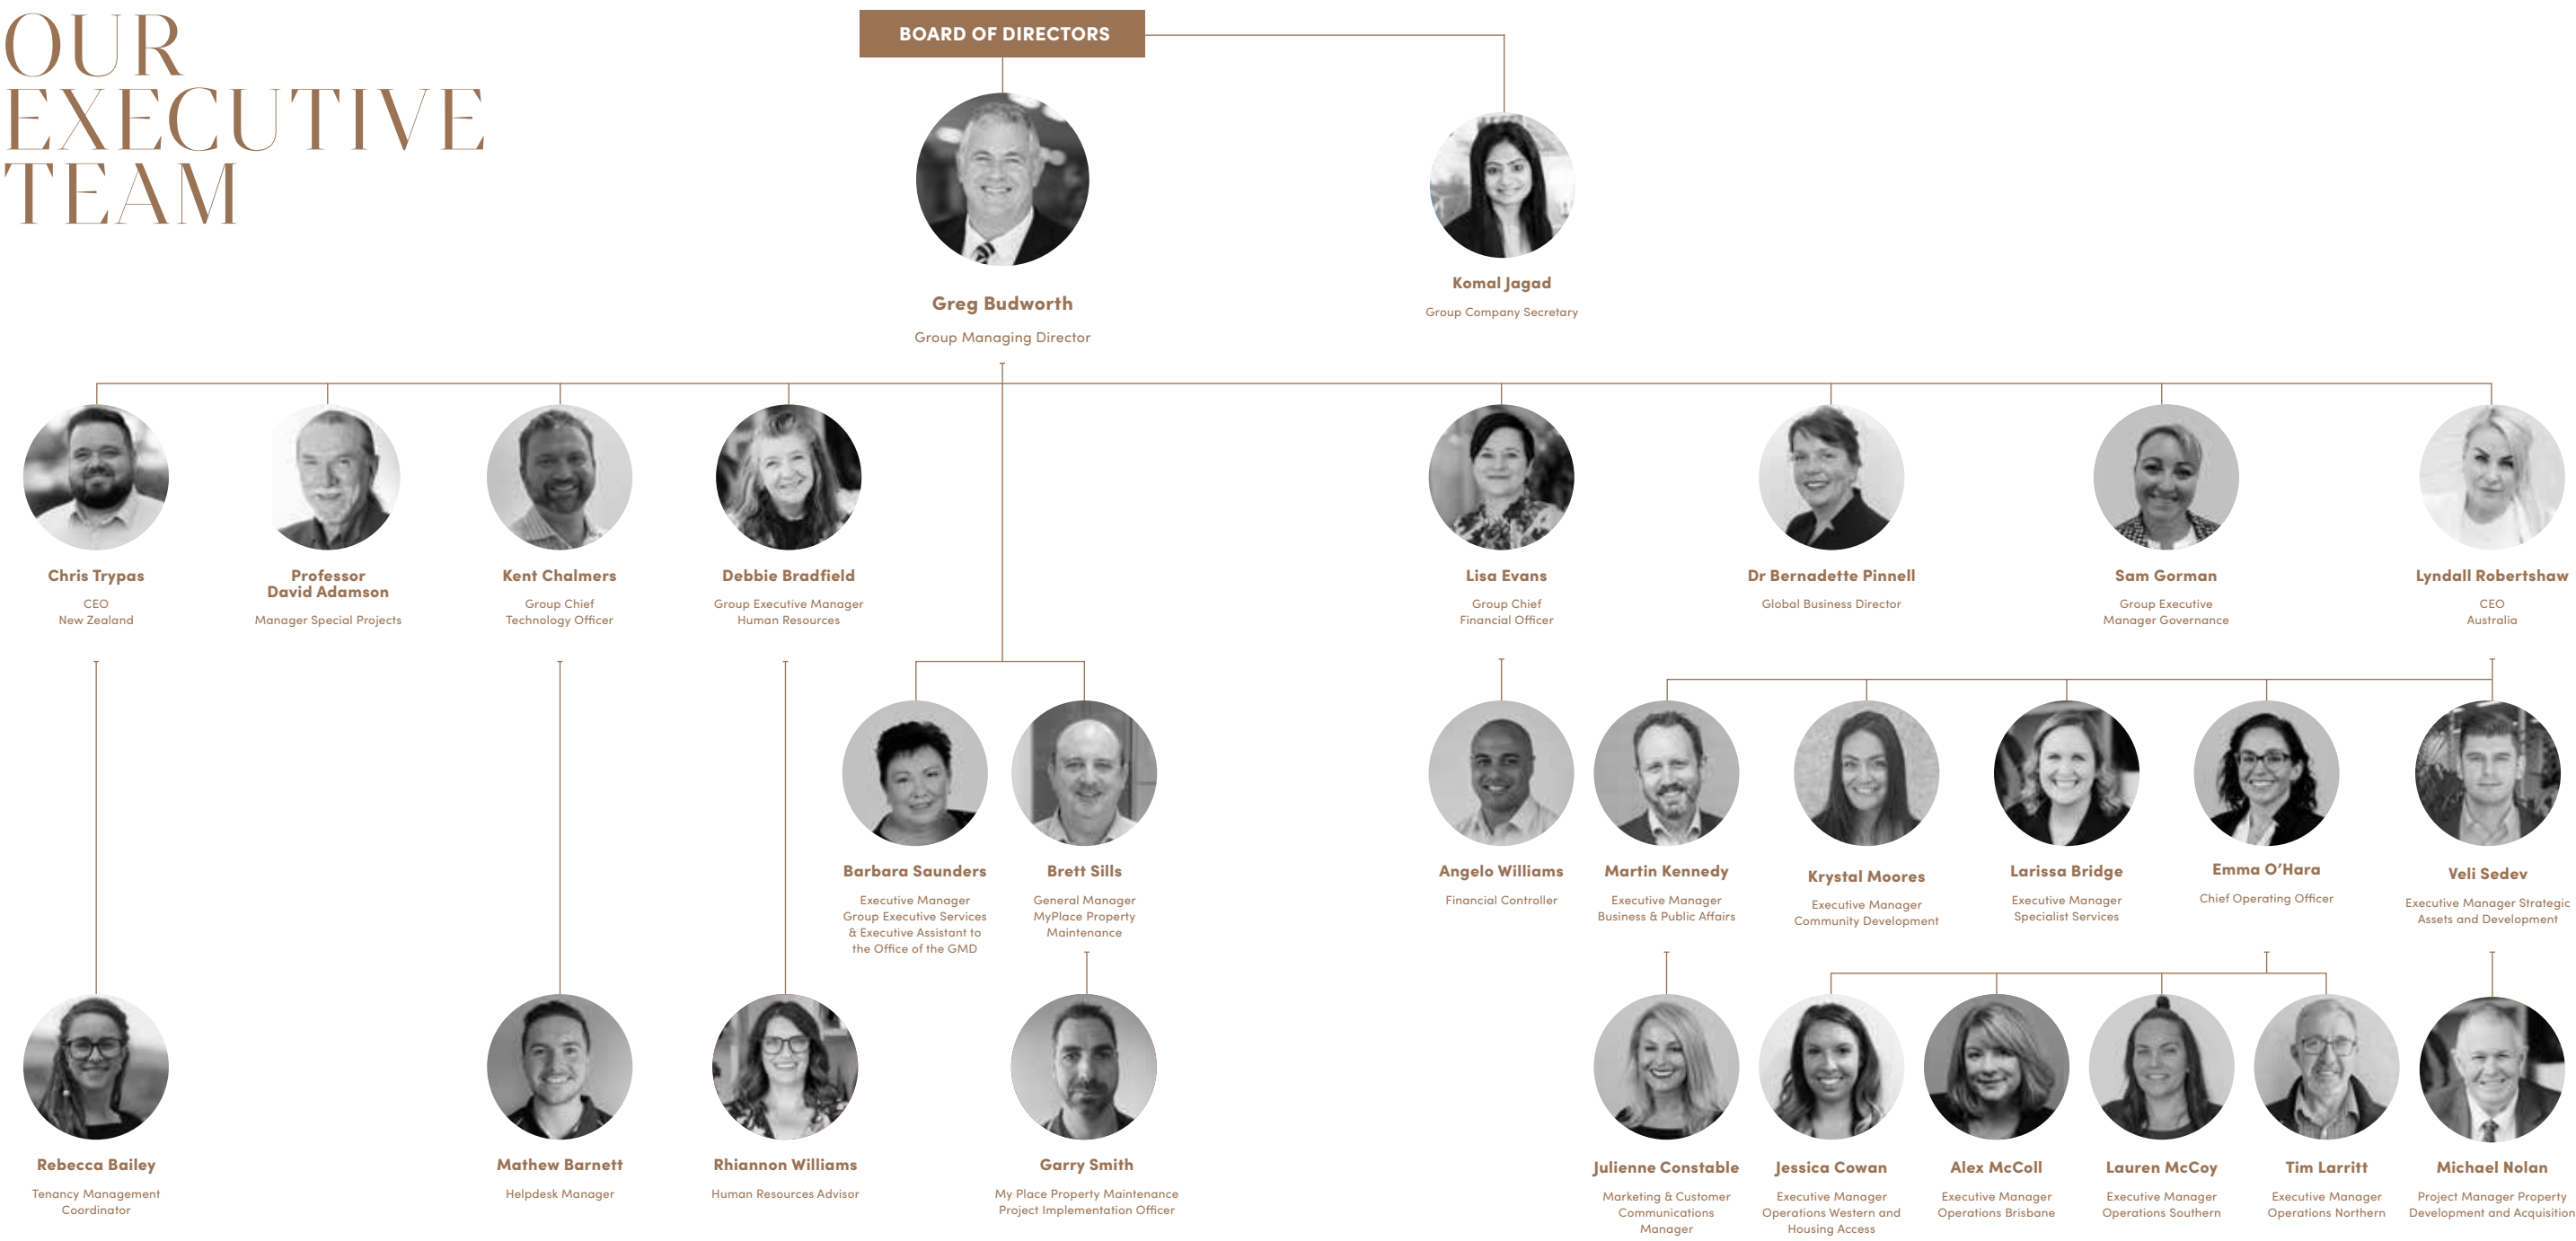 OUR
EXECUTIVE
TEAM
BOARD OF DIRECTORS
Greg Budworth
Group Managing Director
Komal Jagad
Group Company Secretary
Chris Trypas
CEO
New Zealand
Professor
David Adamson
Manager Special Projects
Kent Chalmers
Group Chief
Technology Officer
Debbie Bradfield
Group Executive Manager
Human Resources
Lisa Evans
Group Chief
Financial Officer
Dr Bernadette Pinnell
Global Business Director
Sam Gorman
Group Executive
Manager Governance
Lyndall Robertshaw
CEO
Australia
Barbara Saunders
Executive Manager
Group Executive Services
& Executive Assistant to
the Office of the GMD
Brett Sills
General Manager
MyPlace Property
Maintenance
Angelo Williams
Financial Controller
Martin Kennedy
Executive Manager
Business & Public Affairs
Krystal Moores
Executive Manager
Community Development
Larissa Bridge
Executive Manager
Specialist Services
Emma O’Hara
Chief Operating Officer
Veli Sedev
Executive Manager Strategic
Assets and Development
Rebecca Bailey
Tenancy Management
Coordinator
Mathew Barnett
Helpdesk Manager
Rhiannon Williams
Human Resources Advisor
Garry Smith
My Place Property Maintenance
Project Implementation Officer
Julienne Constable
Marketing & Customer
Communications
Manager
Jessica Cowan
Executive Manager
Operations Western and
Housing Access
Alex McColl
Executive Manager
Operations Brisbane
Lauren McCoy
Executive Manager
Operations Southern
Tim Larritt
Executive Manager
Operations Northern
Michael Nolan
Project Manager Property
Development and Acquisition